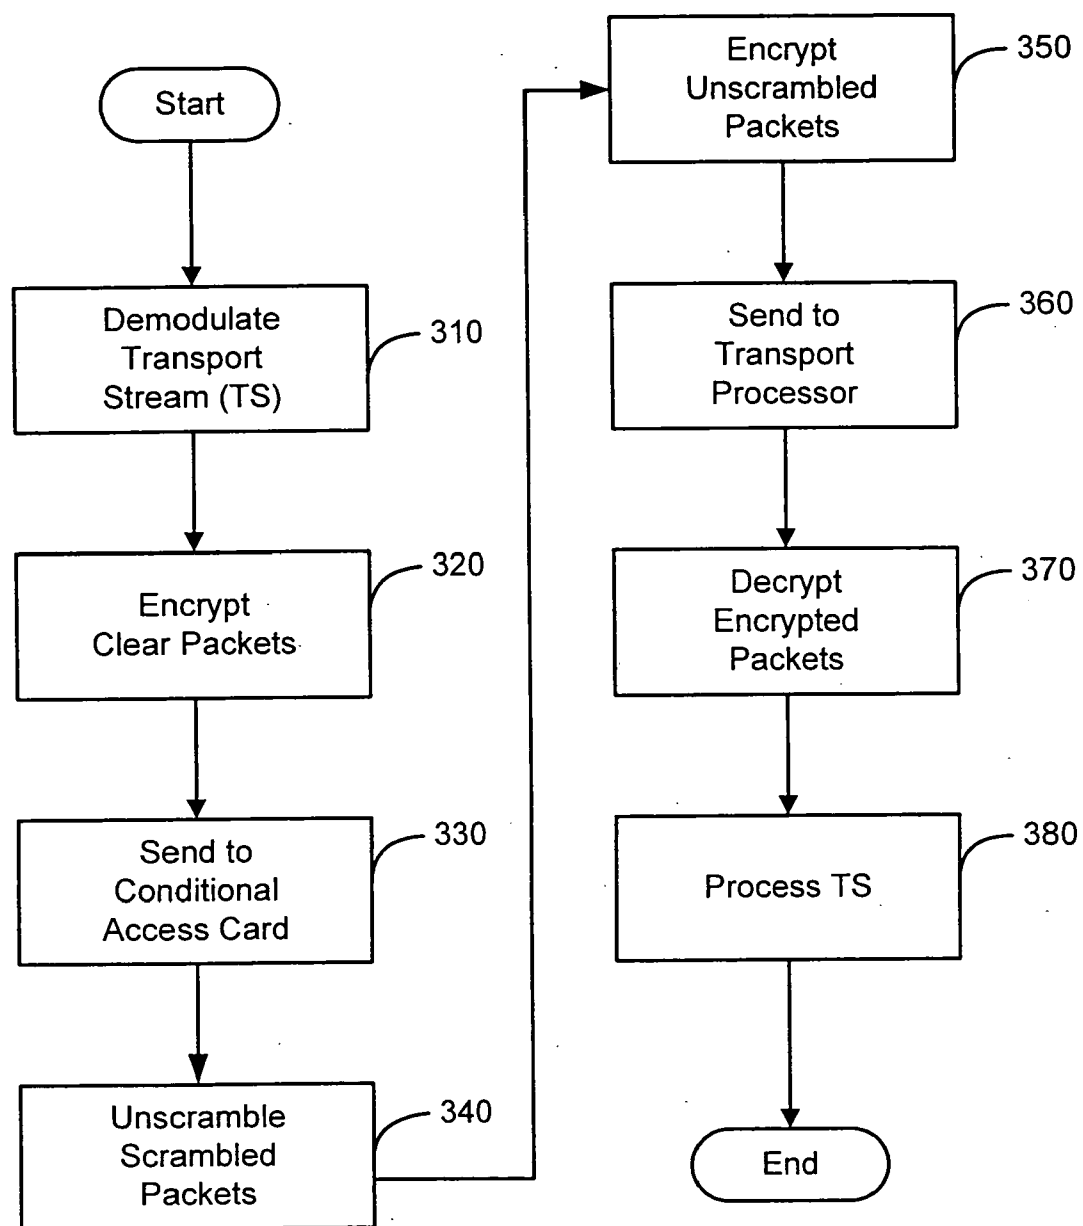 Start
Demodulate
Transport
Stream (TS)
310
Encrypt
Clear Packets
320
Send to
Conditional
Access Card
330
Unscramble
Scrambled
Packets
340
Encrypt
Unscrambled
Packets
350
Send to
Transport
Processor
360
Decrypt
Encrypted
Packets
370
Process TS
380
End